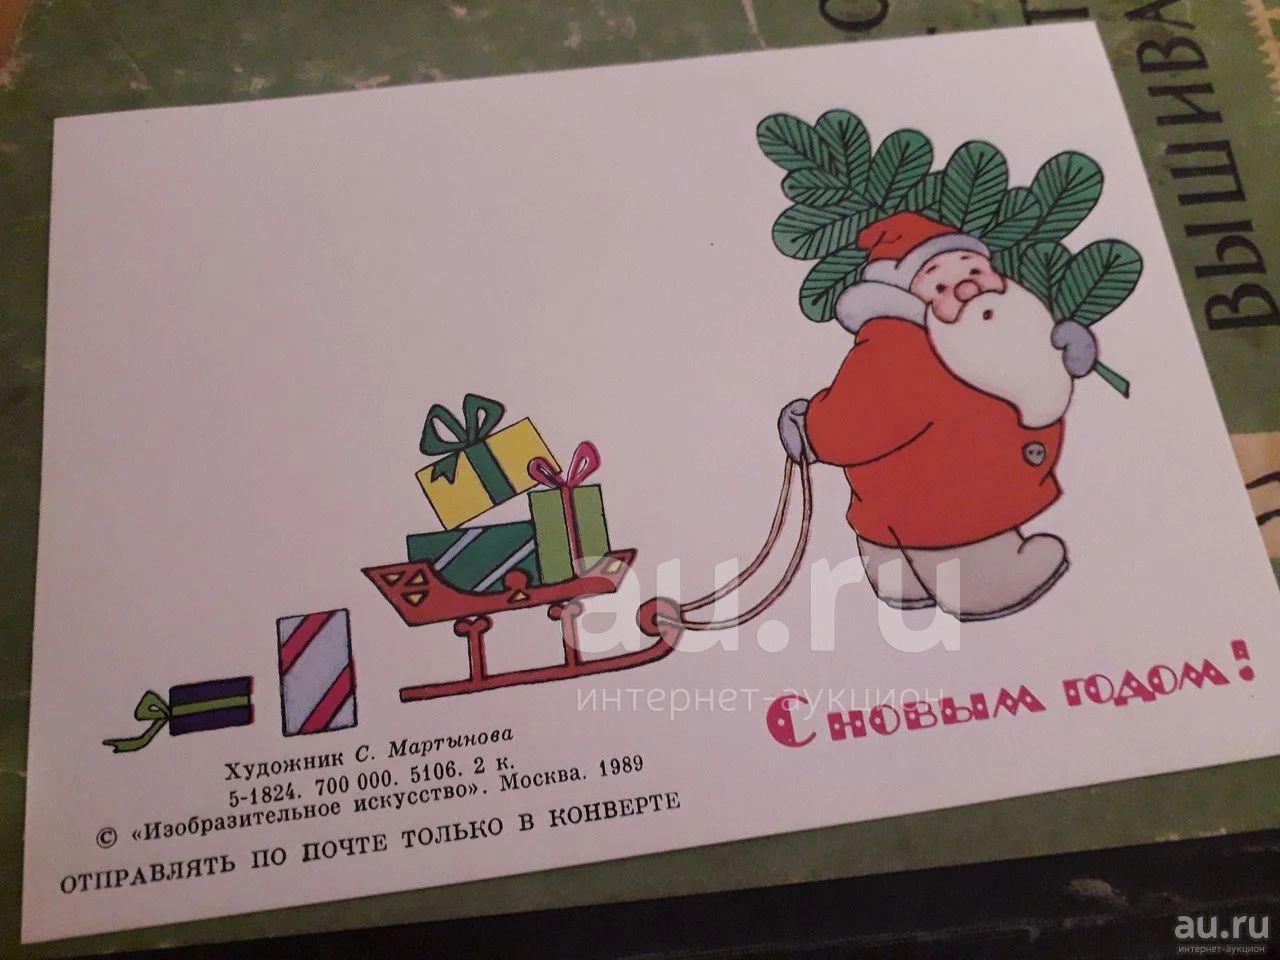 ВЫШИВА
С новым годом!
Художник С. Мартынова
5-1824. 700 000. 5106. 2 к.
© «Изобразительное искусство». Москва. 1989
ОТПРАВЛЯТЬ ПО ПОЧТЕ ТОЛЬКО В КОНВЕРТЕ
au.ru
интернет-аукцион
au.ru
интернет-аукцион